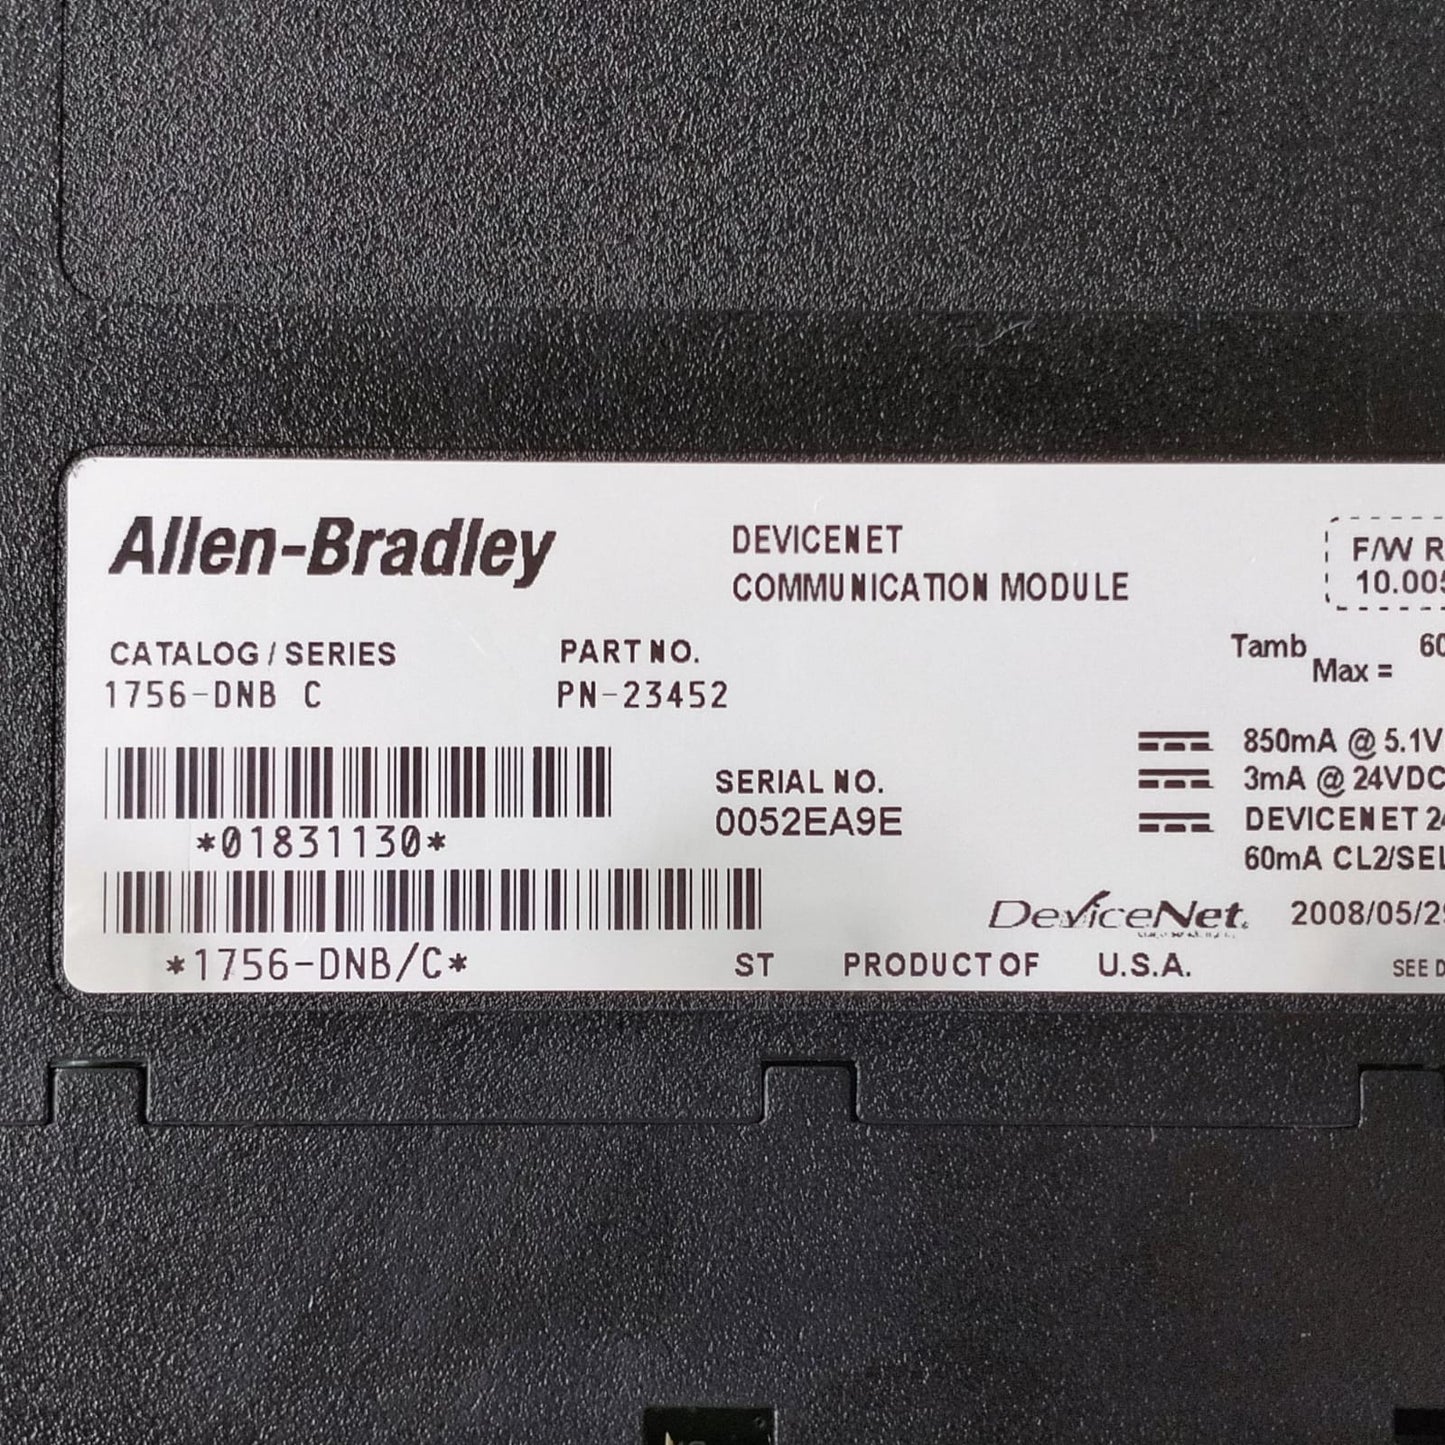 Allen-Bradley
DEVICENET
COMMUNICATION MODULE
F/W R
10.005
CATALOG / SERIES
1756-DNB C
PART NO.
PN-23452
Tamb
Max =
60
*01831130*
SERIAL NO.
0052EA9E
850mA @ 5.1V
3mA @ 24VDC
DEVICENET 24
60mA CL2/SEL
*1756-DNB/C*
DeviceNet
2008/05/2
ST PRODUCT OF U.S.A.
SEE D